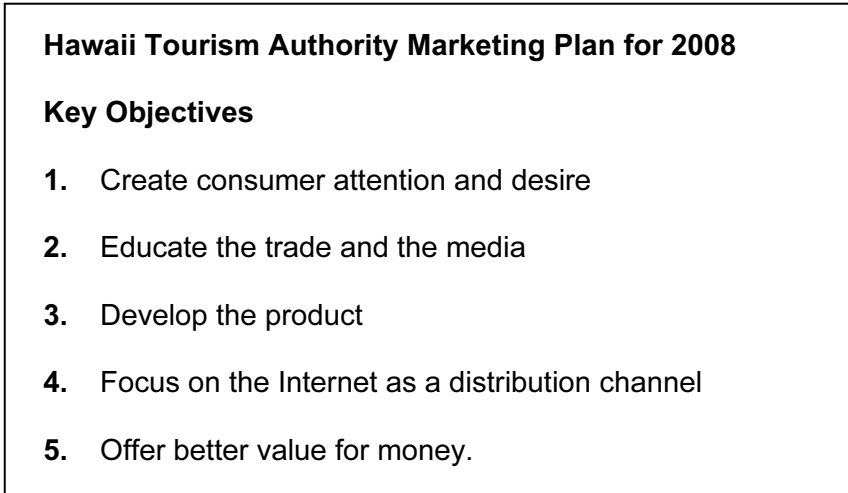 Hawaii Tourism Authority Marketing Plan for 2008
Key Objectives
1. Create consumer attention and desire
2. Educate the trade and the media
3. Develop the product
4. Focus on the Internet as a distribution channel
5. Offer better value for money.